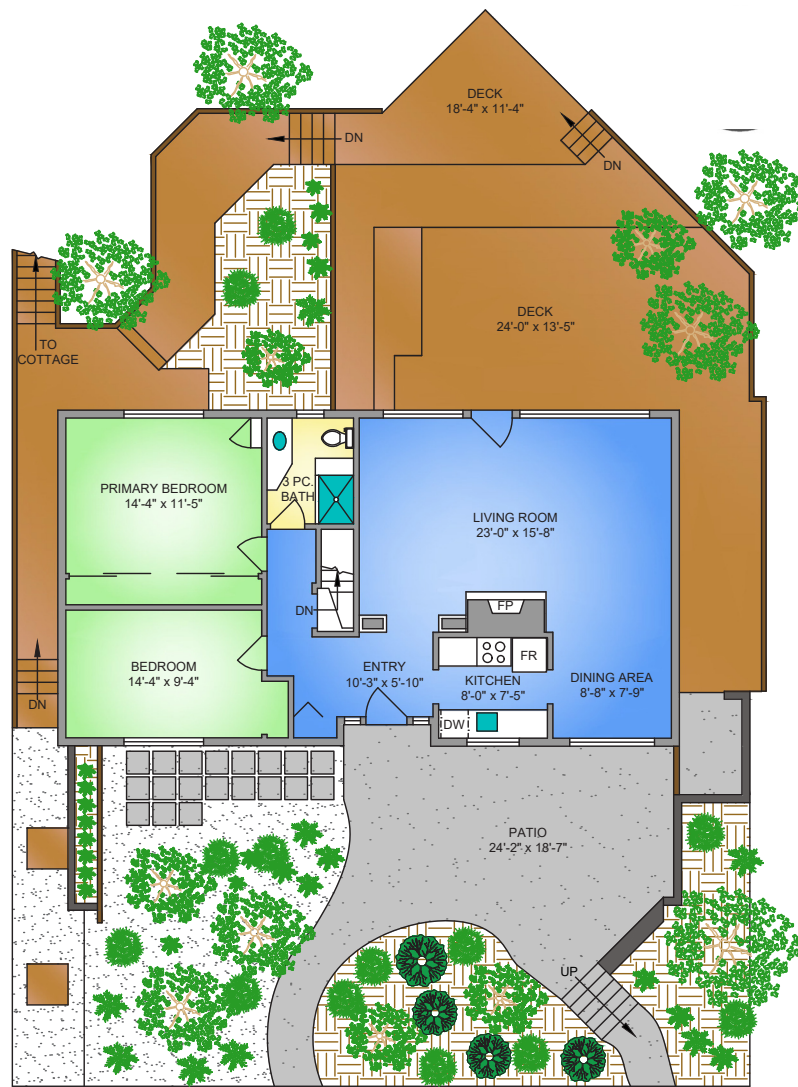 DECK
18'-4" x 11'-4"
DN
DN
TO
COTTAGE
DECK
24'-0" x 13'-5"
PRIMARY BEDROOM
14'-4" x 11'-5"
3 PC.
BATH
LIVING ROOM
23'-0" x 15'-8"
DN
FP
FR
BEDROOM
14'-4" x 9'-4"
ENTRY
10'-3" x 5'-10"
KITCHEN
8'-0" x 7'-5"
DINING AREA
8'-8" x 7'-9"
DN
DW
PATIO
24'-2" x 18'-7"
UP